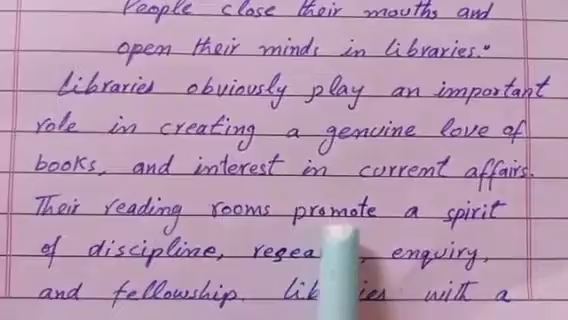 People close their mouths and
open their minds in libraries."
Libraries obviously play an important
role in creating a genuine love of
books, and interest in current affairs.
Their reading rooms promote a spirit
of discipline, enquiry,
and fellowship. with a